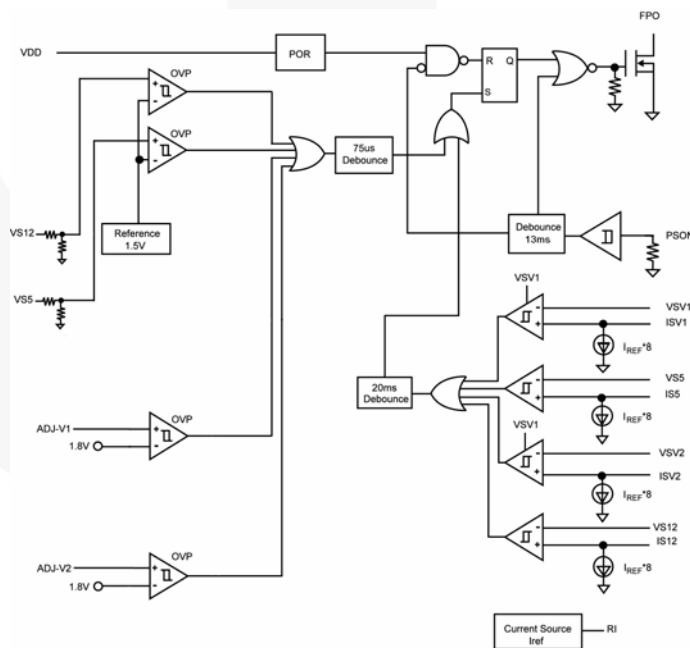 FPO
VDD
POR
OVP
R
Q
S
OVP
75us
Debounce
VS12
Reference
1.5V
Debounce
13ms
VS5
VSV1
VSV1
ISV1
IREF*8
20ms
Debounce
VS5
IS5
IREF*8
ADJ-V1
1.8V
OVP
VSV1
VSV2
ISV2
IREF*8
VS12
IS12
IREF*8
ADJ-V2
1.8V
OVP
Current Source
Iref
RI